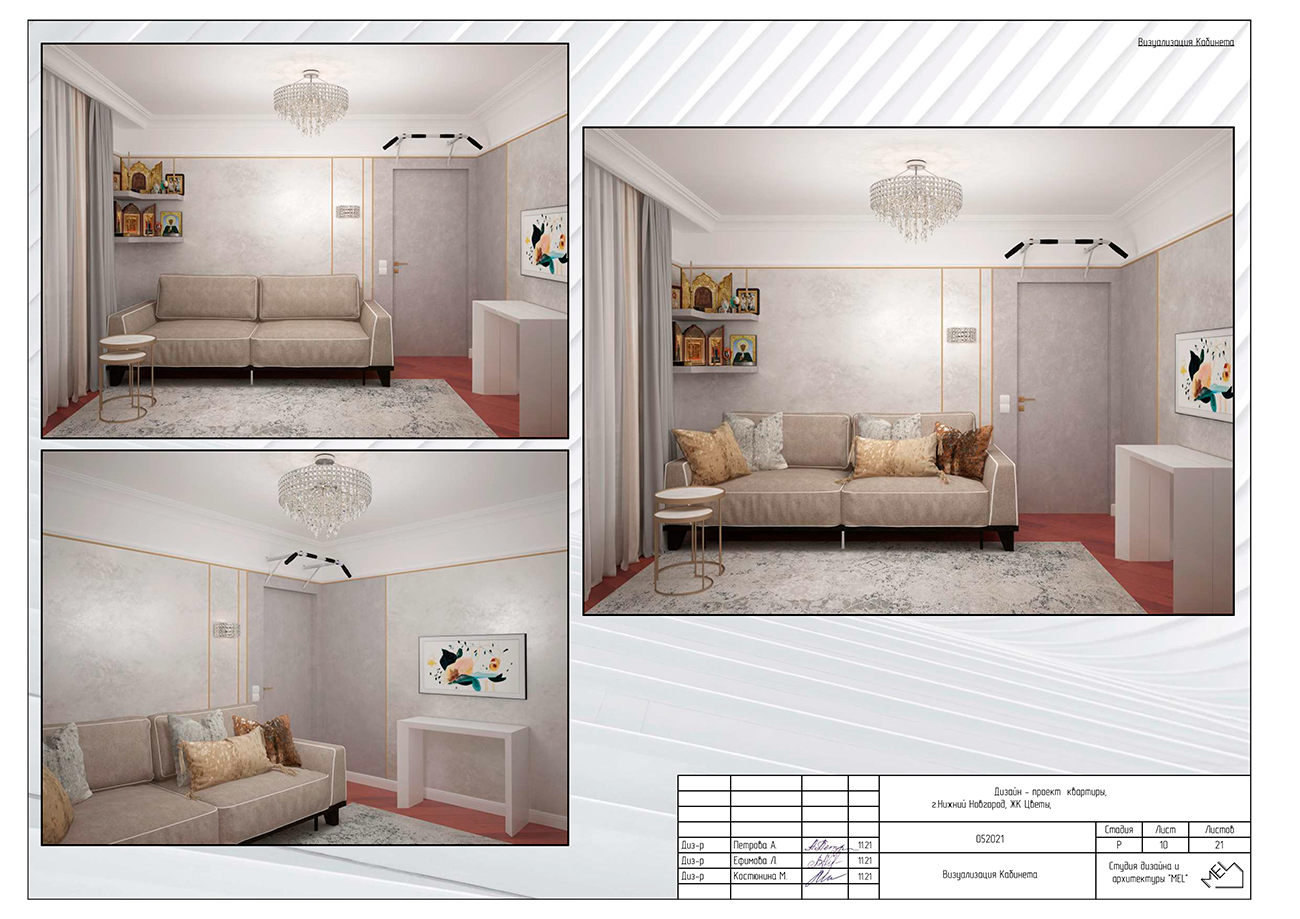 Визуализация Кабинета
Дизайн - проект квартиры,
г.Нижний Новгород, ЖК Цветы,
052021
Стадия Лист Листов
Р 10 21
Диз-р Петрова А. 11.21
Диз-р Ефимова Л. 11.21
Диз-р Костюнина М. 11.21
Визуализация Кабинета
Студия дизайна и
архитектуры "MEL"
MEL